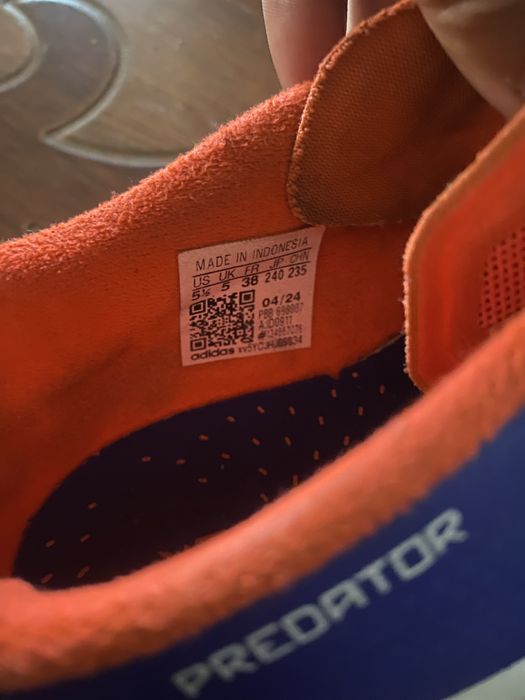 MADE IN INDONESIA
US UK FR JP CHN
5½ 5 38 240 235
04/24
adidas
PREDATOR